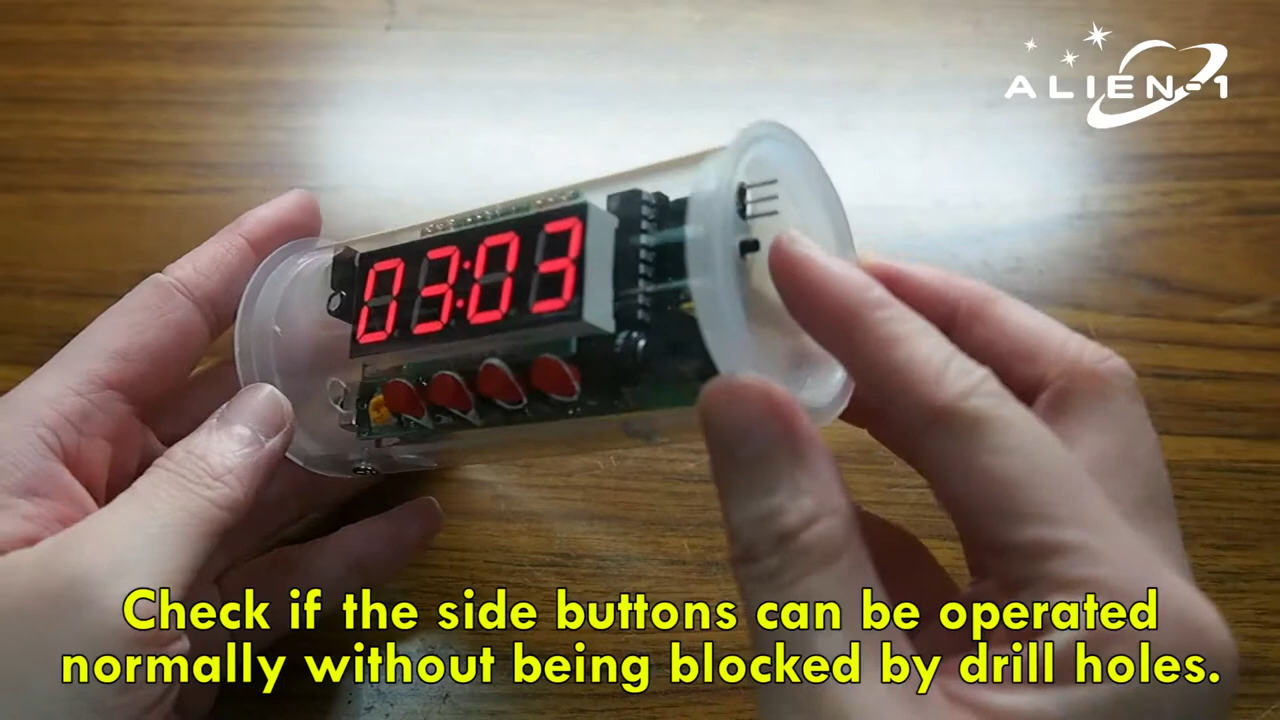 ALIEN-1
03:03
Check if the side buttons can be operated
normally without being blocked by drill holes.